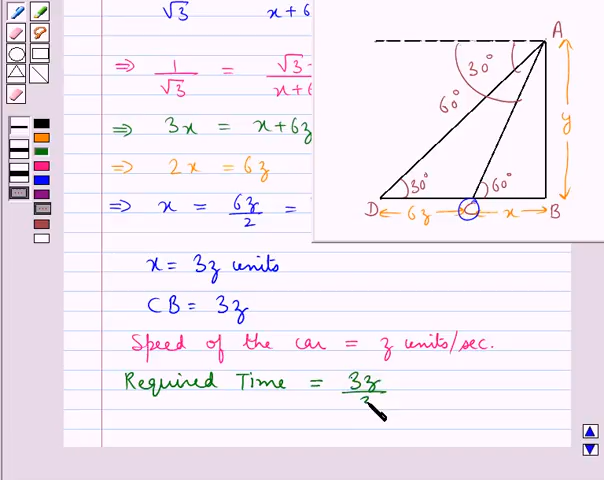 √3 x + 6
⇒ 1/√3 = √3 / x + 6
⇒ 3x = x + 6z
⇒ 2x = 6z
⇒ x = 6z/2 =
x = 3z units
CB = 3z
Speed of the car = z units/sec.
Required Time = 3z/
A
30°
60°
y
30°
60°
D 6z C x B